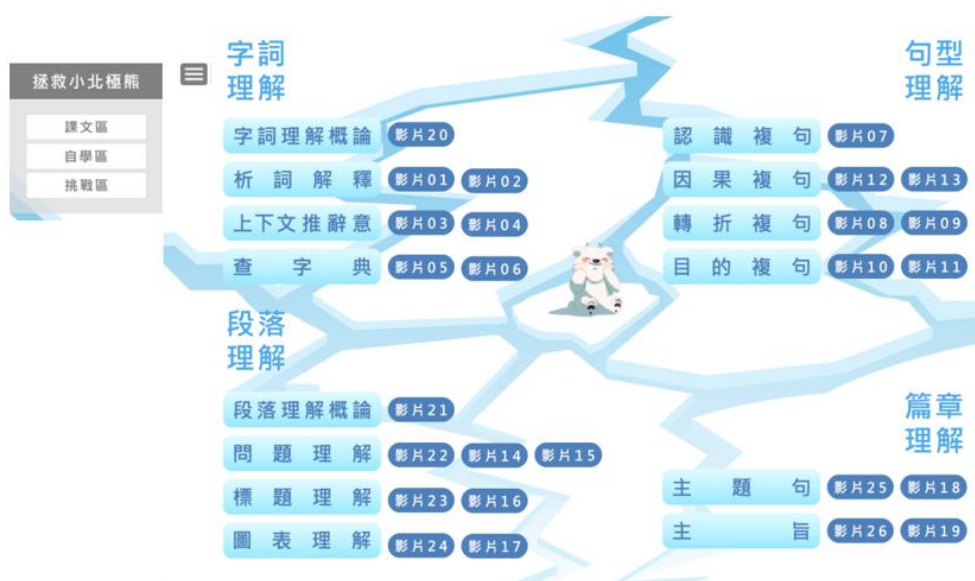 拯救小北極熊
課文區
自學區
挑戰區
字詞
理解
字詞理解概論 影片20
析詞解釋 影片01 影片02
上下文推辭意 影片03 影片04
查字典 影片05 影片06
句型
理解
認識複句 影片07
因果複句 影片12 影片13
轉折複句 影片08 影片09
目的複句 影片10 影片11
段落
理解
段落理解概論 影片21
問題理解 影片22 影片14 影片15
標題理解 影片23 影片16
圖表理解 影片24 影片17
篇章
理解
主題句 影片25 影片18
主旨 影片26 影片19